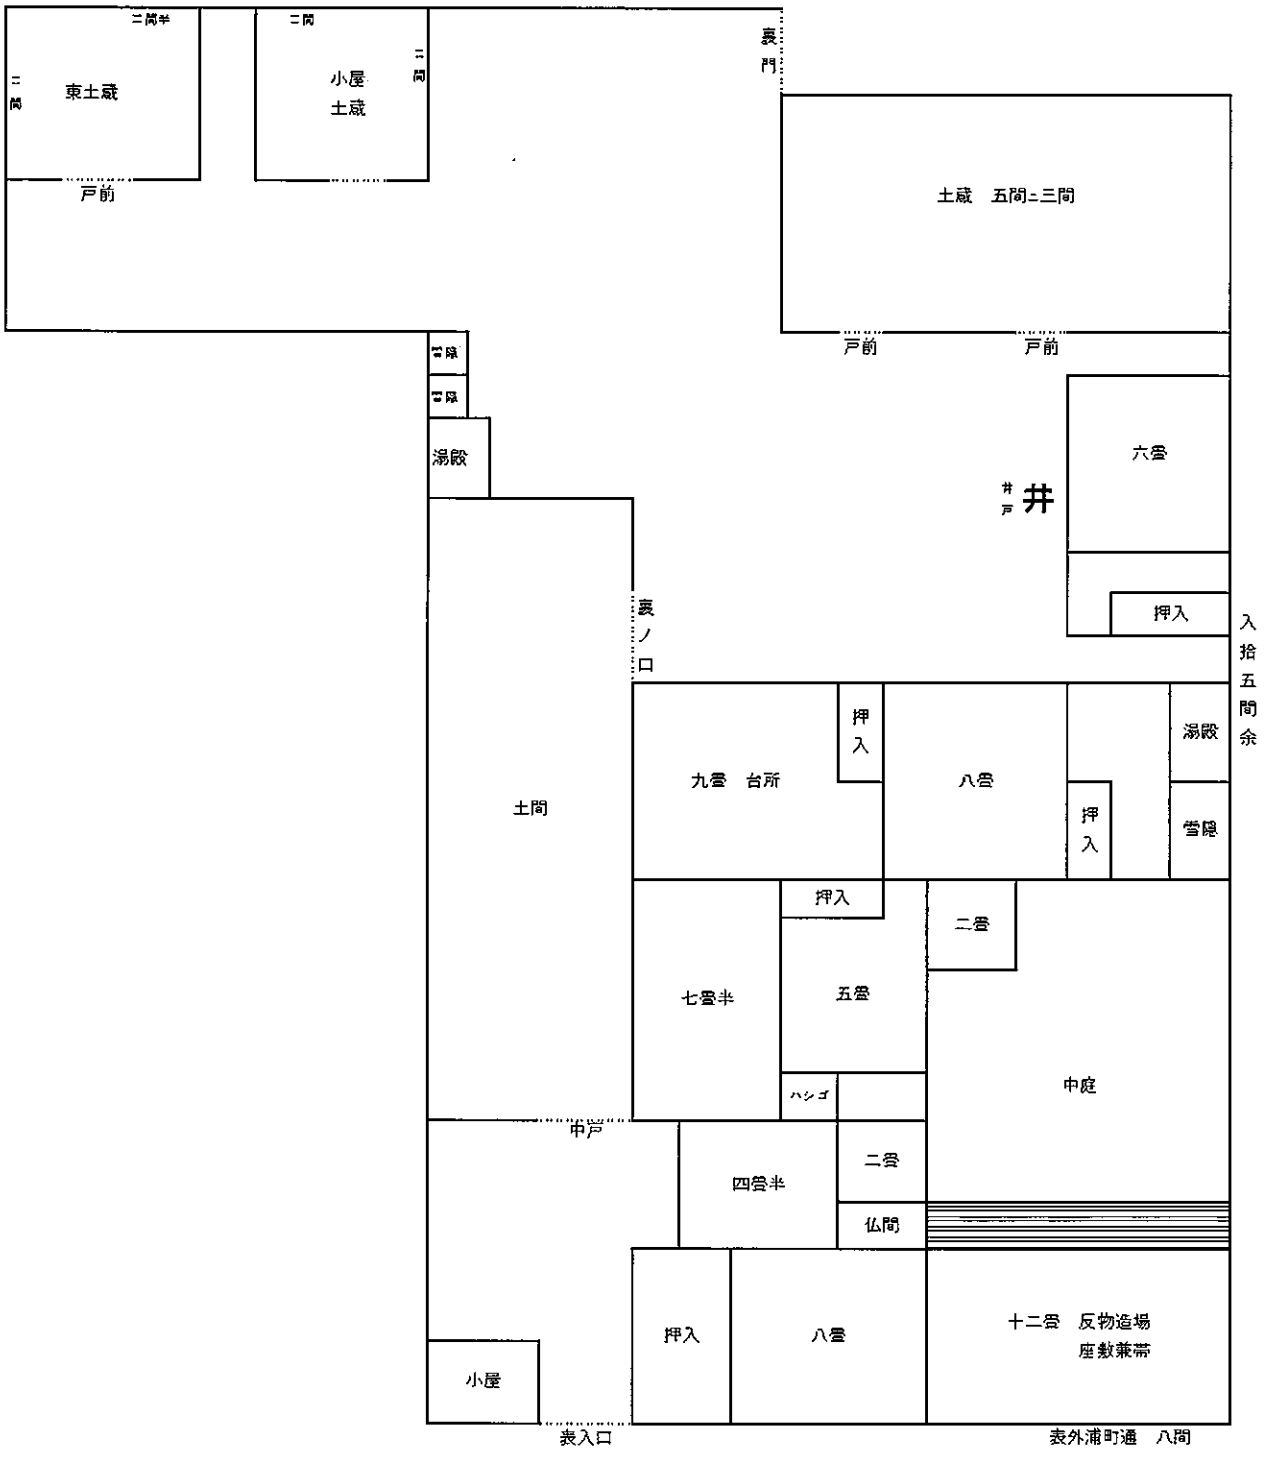 二間半
二間
東土蔵
戸前
二間
二間
小屋
土蔵
裏門
土蔵 五間ニ三間
戸前
戸前
雪隠
雪隠
湯殿
六畳
井戸
井
押入
入拾五間余
裏ノ口
土間
九畳 台所
押入
八畳
押入
湯殿
雪隠
押入
二畳
七畳半
五畳
中庭
ハシゴ
中戸
四畳半
二畳
仏間
押入
八畳
十二畳 反物造場
座敷兼帯
小屋
表入口
表外浦町通 八間